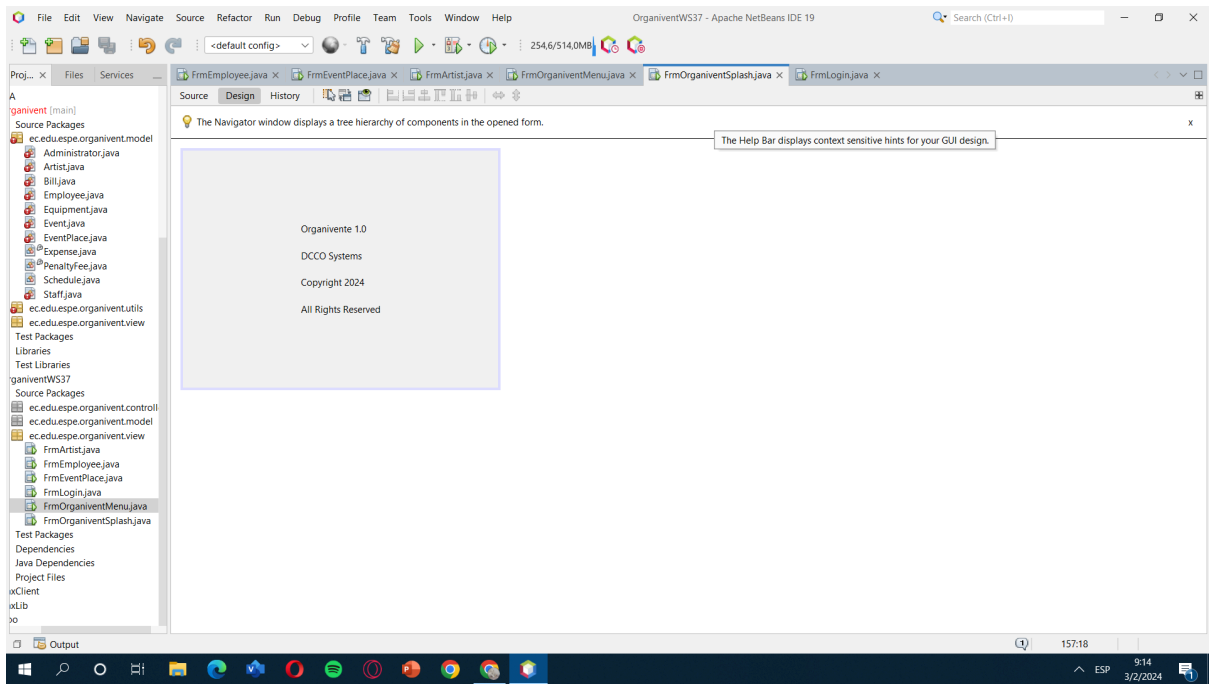 File Edit View Navigate Source Refactor Run Debug Profile Team Tools Window Help
OrganiventWS37 - Apache NetBeans IDE 19
Search (Ctrl+I)
<default config>
254,6/514,0MB
Proj... Files Services
FrmEmployee.java FrmEventPlace.java FrmArtist.java FrmOrganiventMenu.java FrmOrganiventSplash.java FrmLogin.java
Source Design History
The Navigator window displays a tree hierarchy of components in the opened form. x
The Help Bar displays context sensitive hints for your GUI design.
A
rganivent [main]
Source Packages
ec.edu.espe.organivent.model
Administrator.java
Artist.java
Bill.java
Employee.java
Equipment.java
Event.java
EventPlace.java
Expense.java
PenaltyFee.java
Schedule.java
Staff.java
ec.edu.espe.organivent.utils
ec.edu.espe.organivent.view
Test Packages
Libraries
Test Libraries
rganiventWS37
Source Packages
ec.edu.espe.organivent.controll
ec.edu.espe.organivent.model
ec.edu.espe.organivent.view
FrmArtist.java
FrmEmployee.java
FrmEventPlace.java
FrmLogin.java
FrmOrganiventMenu.java
FrmOrganiventSplash.java
Test Packages
Dependencies
Java Dependencies
Project Files
xClient
xLib
oo
Organivente 1.0
DCCO Systems
Copyright 2024
All Rights Reserved
Output
1
157:18
ESP
9:14
3/2/2024
1